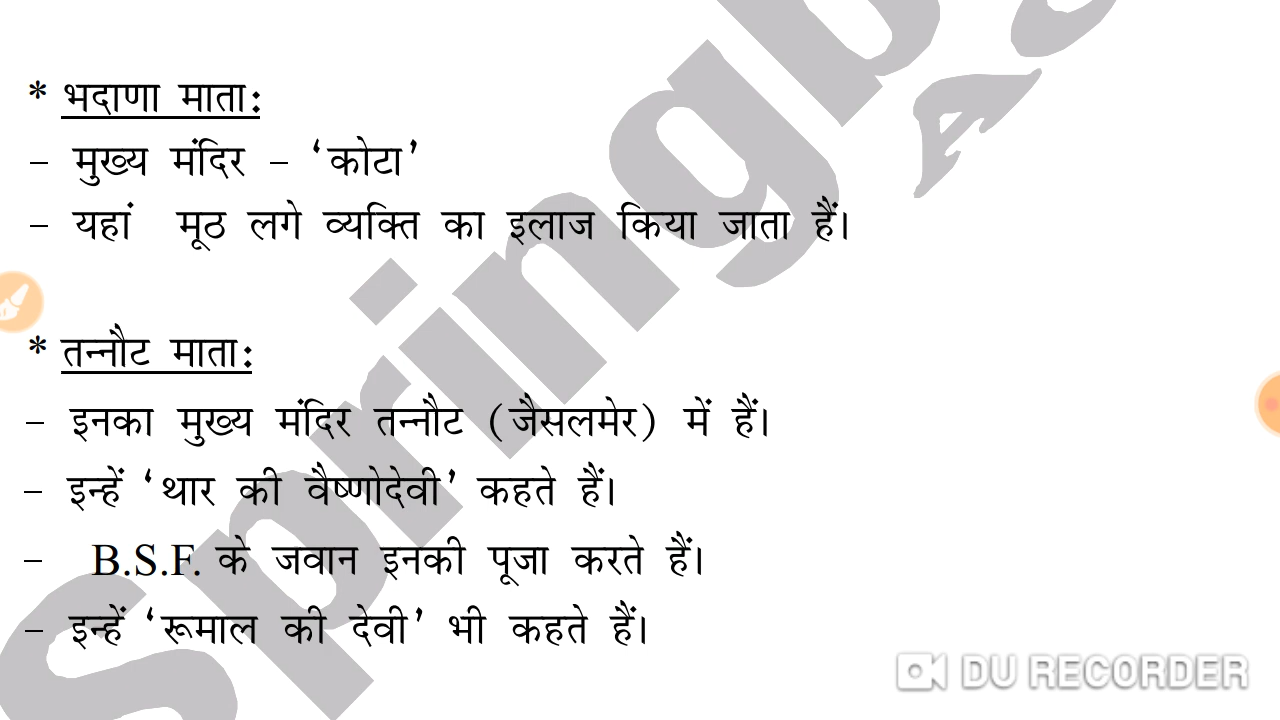 * भदाणा माता:
- मुख्य मंदिर - ‘कोटा’
- यहां मूठ लगे व्यक्ति का इलाज किया जाता हैं।
* तन्नौट माता:
- इनका मुख्य मंदिर तन्नौट (जैसलमेर) में हैं।
- इन्हें ‘थार की वैष्णोदेवी’ कहते हैं।
- B.S.F. के जवान इनकी पूजा करते हैं।
- इन्हें ‘रूमाल की देवी’ भी कहते हैं।
DU RECORDER